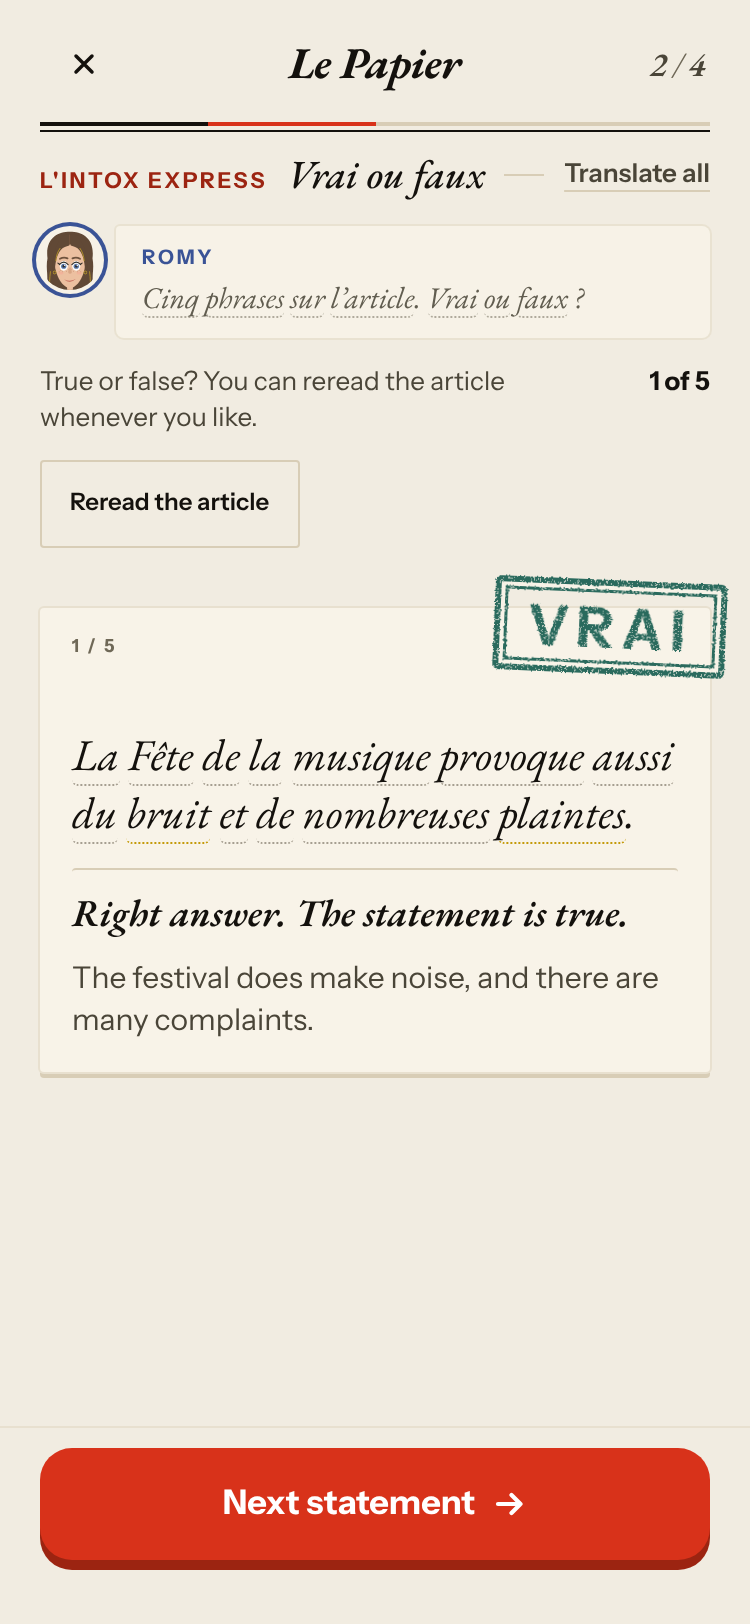 Le Papier
2 / 4
L'INTOX EXPRESS
Vrai ou faux
Translate all
ROMY
Cinq phrases sur l’article. Vrai ou faux ?
True or false? You can reread the article
whenever you like.
1 of 5
Reread the article
VRAI
1 / 5
La Fête de la musique provoque aussi
du bruit et de nombreuses plaintes.
Right answer. The statement is true.
The festival does make noise, and there are
many complaints.
Next statement →